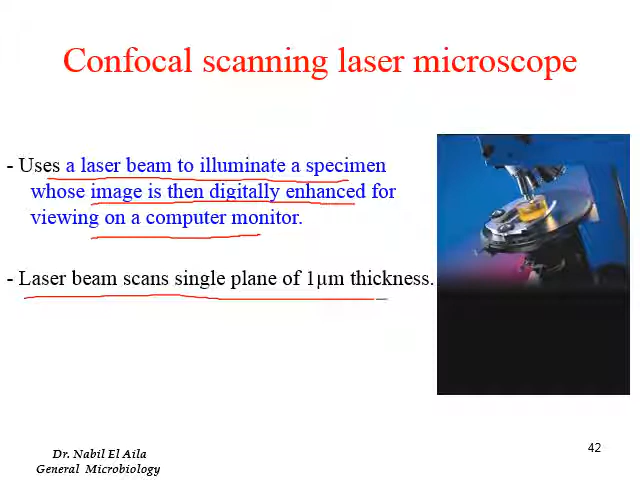 Confocal scanning laser microscope
- Uses a laser beam to illuminate a specimen
whose image is then digitally enhanced for
viewing on a computer monitor.
- Laser beam scans single plane of 1µm thickness.
42
Dr. Nabil El Aila
General Microbiology